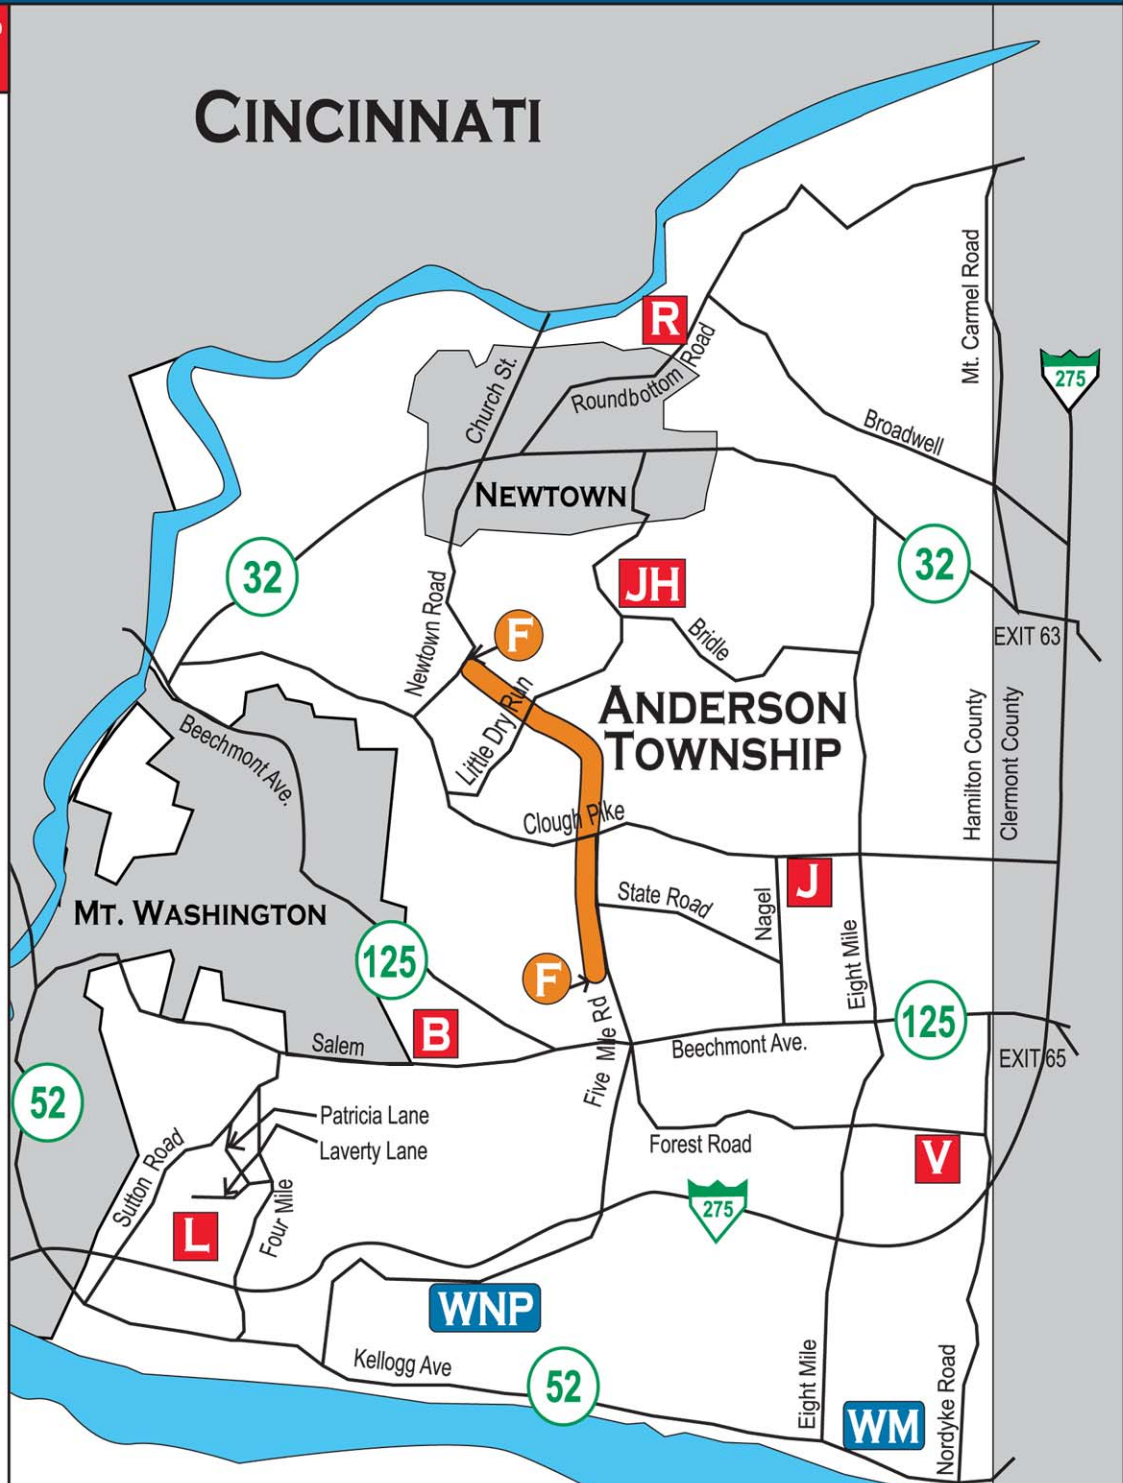 CINCINNATI
R
Mt. Carmel Road
275
Church St.
Roundbottom Road
Broadwell
NEWTOWN
32
32
JH
EXIT 63
Newtown Road
F
Bridle
Little Dry Run
ANDERSON
TOWNSHIP
Beechmont Ave.
Hamilton County
Clermont County
Clough Pike
MT. WASHINGTON
State Road
Nagel
J
Eight Mile
125
F
125
B
Salem
Five Mile Rd
Beechmont Ave.
EXIT 65
52
Patricia Lane
Laverty Lane
Forest Road
V
Sutton Road
Four Mile
275
L
WNP
Kellogg Ave
52
Eight Mile
WM
Nordyke Road